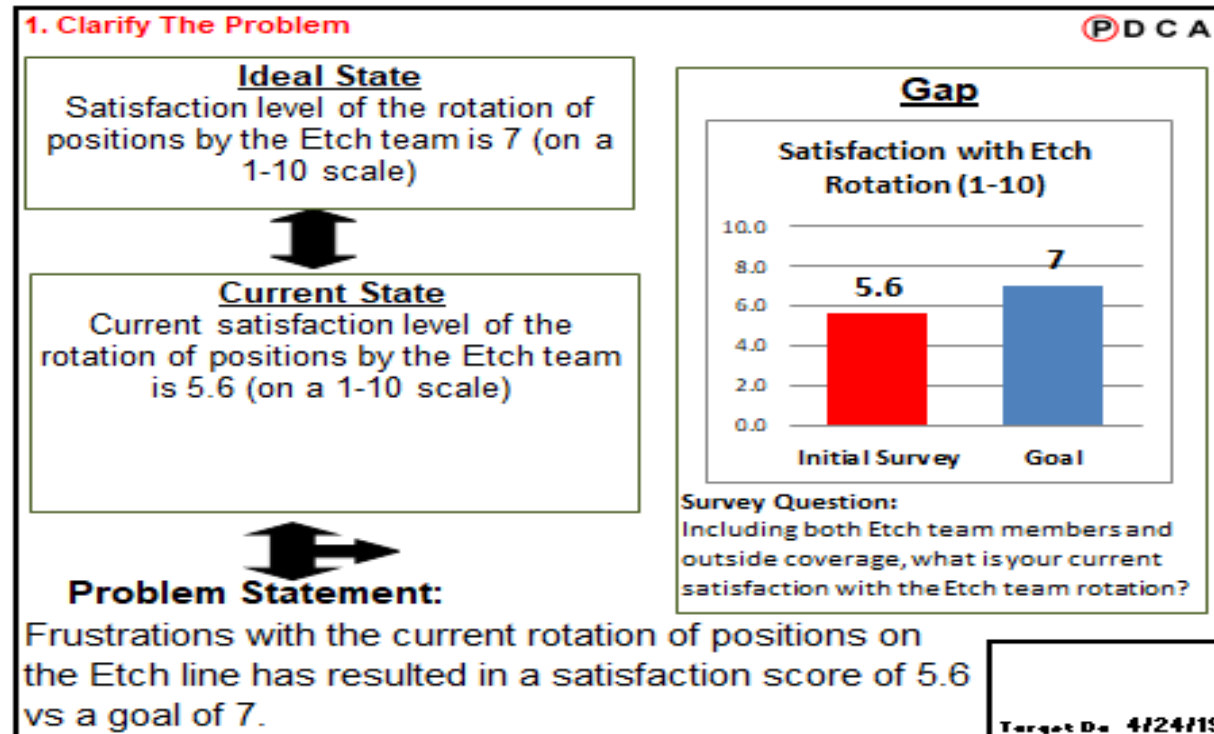 1. Clarify The Problem
Ⓟ D C A
Ideal State
Satisfaction level of the rotation of
positions by the Etch team is 7 (on a
1-10 scale)
Current State
Current satisfaction level of the
rotation of positions by the Etch team
is 5.6 (on a 1-10 scale)
Gap
Satisfaction with Etch
Rotation (1-10)
10.0
8.0
6.0
4.0
2.0
0.0
5.6
7
Initial Survey
Goal
Survey Question:
Including both Etch team members and
outside coverage, what is your current
satisfaction with the Etch team rotation?
Problem Statement:
Frustrations with the current rotation of positions on
the Etch line has resulted in a satisfaction score of 5.6
vs a goal of 7.
Target Da 4/24/19